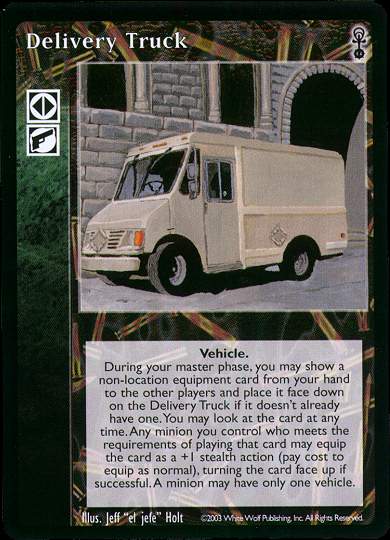 Delivery Truck
Vehicle.
During your master phase, you may show a
non-location equipment card from your hand
to the other players and place it face down
on the Delivery Truck if it doesn't already
have one. You may look at the card at any
time. Any minion you control who meets the
requirements of playing that card may equip
the card as a +1 stealth action (pay cost to
equip as normal), turning the card face up if
successful. A minion may have only one vehicle.
Illus. Jeff "el jefe" Holt ©2003 White Wolf Publishing, Inc. All Rights Reserved.